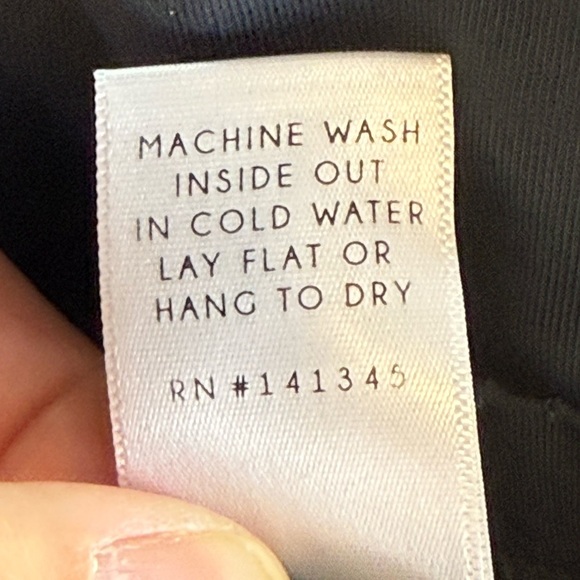 MACHINE WASH
INSIDE OUT
IN COLD WATER
LAY FLAT OR
HANG TO DRY
RN #141345